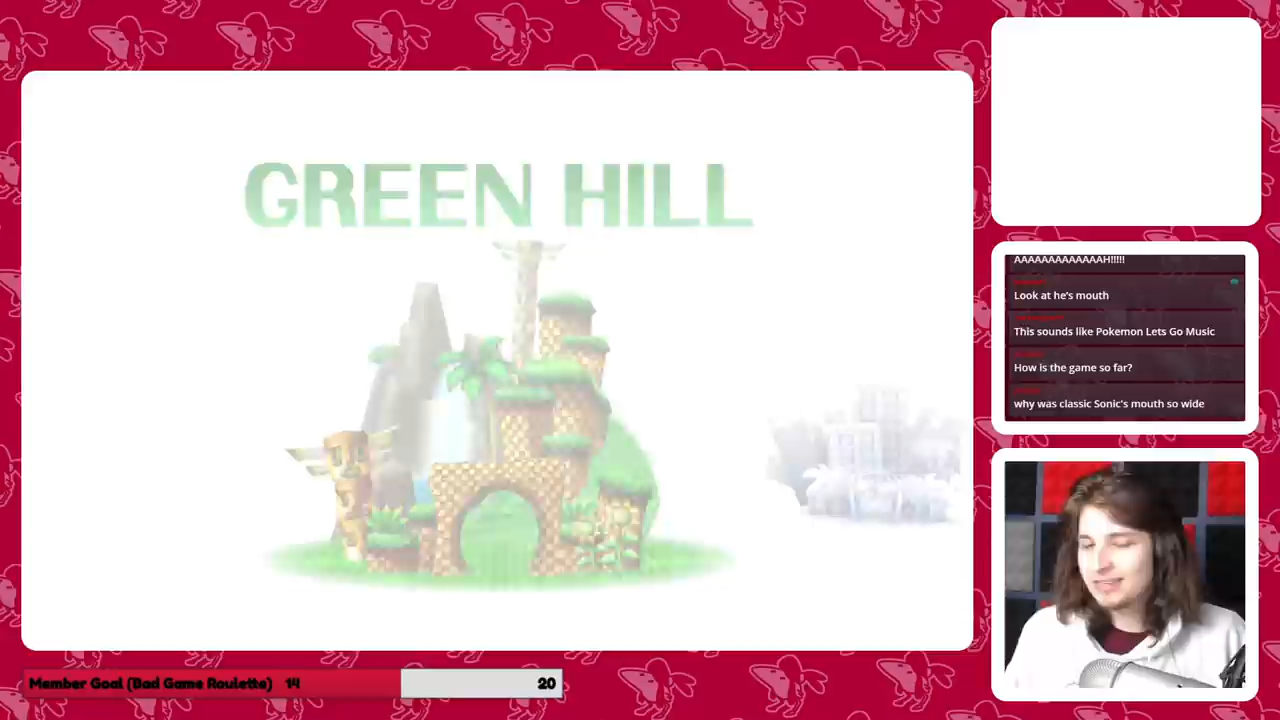 GREEN HILL
AAAAAAAAAAAAAH!!!!!
Look at he's mouth
This sounds like Pokemon Lets Go Music
How is the game so far?
why was classic Sonic's mouth so wide
Member Goal (Bad Game Roulette) 14 20